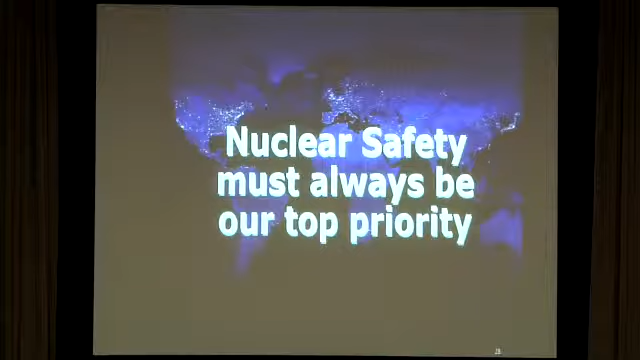 Nuclear Safety
must always be
our top priority